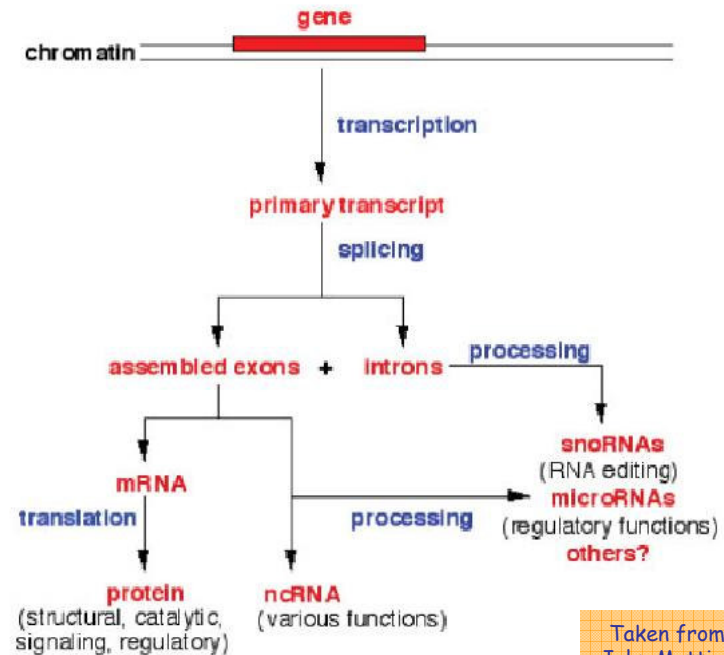 gene
chromatin
transcription
primary transcript
splicing
assembled exons + introns
processing
snoRNAs
(RNA editing)
microRNAs
(regulatory functions)
others?
mRNA
translation
processing
protein
(structural, catalytic,
signaling, regulatory)
ncRNA
(various functions)
Taken from
John